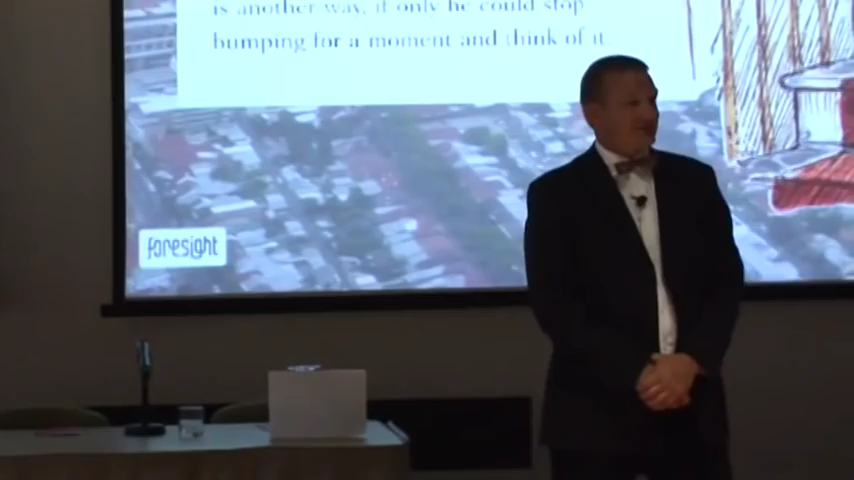 is another way, if only he could stop
bumping for a moment and think of it.
foresight